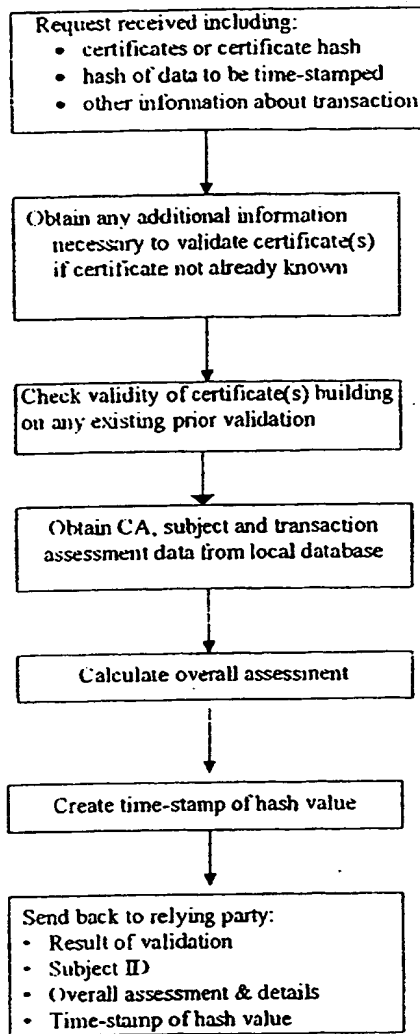 Request received including:
• certificates or certificate hash
• hash of data to be time-stamped
• other information about transaction
Obtain any additional information
necessary to validate certificate(s)
if certificate not already known
Check validity of certificate(s) building
on any existing prior validation
Obtain CA, subject and transaction
assessment data from local database
Calculate overall assessment
Create time-stamp of hash value
Send back to relying party:
• Result of validation
• Subject ID
• Overall assessment & details
• Time-stamp of hash value